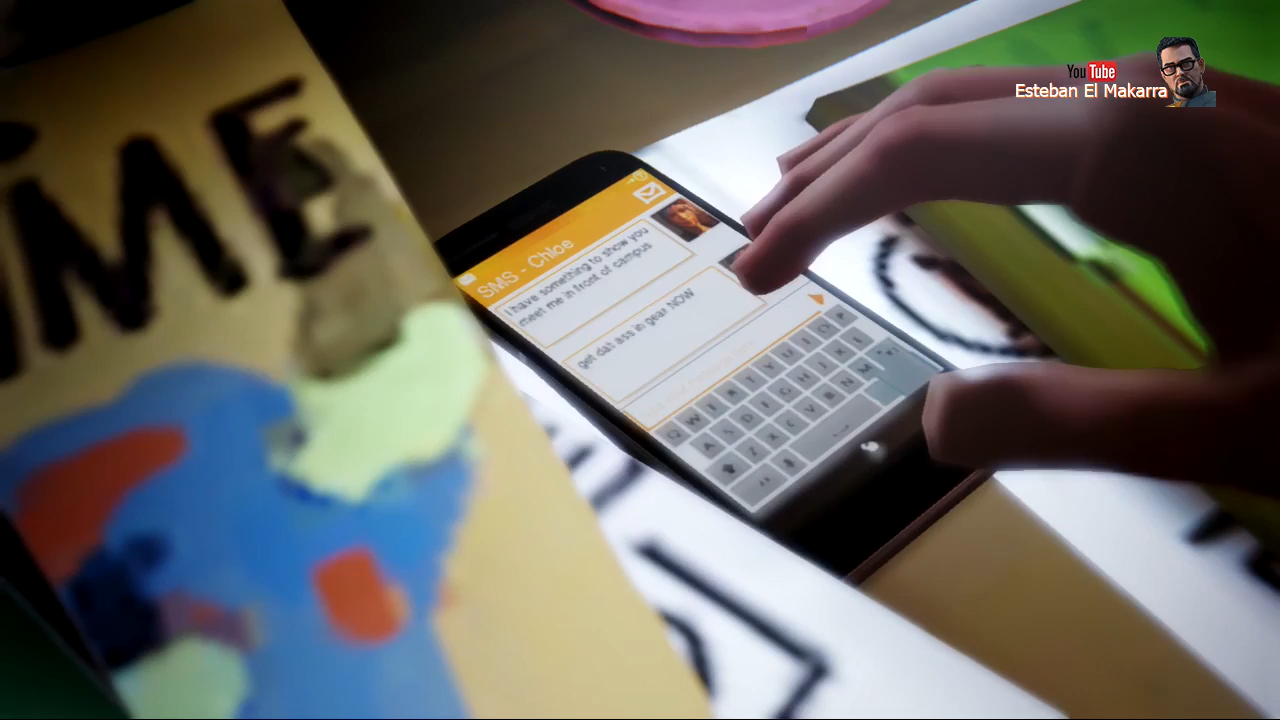 YouTube
Esteban El Makarra
iME
SMS - Chloe
I have something to show you
meet me in front of campus
get dat ass in gear NOW
Q W E R T Y U I O P
A S D F G H J K L
Z X C V B N M